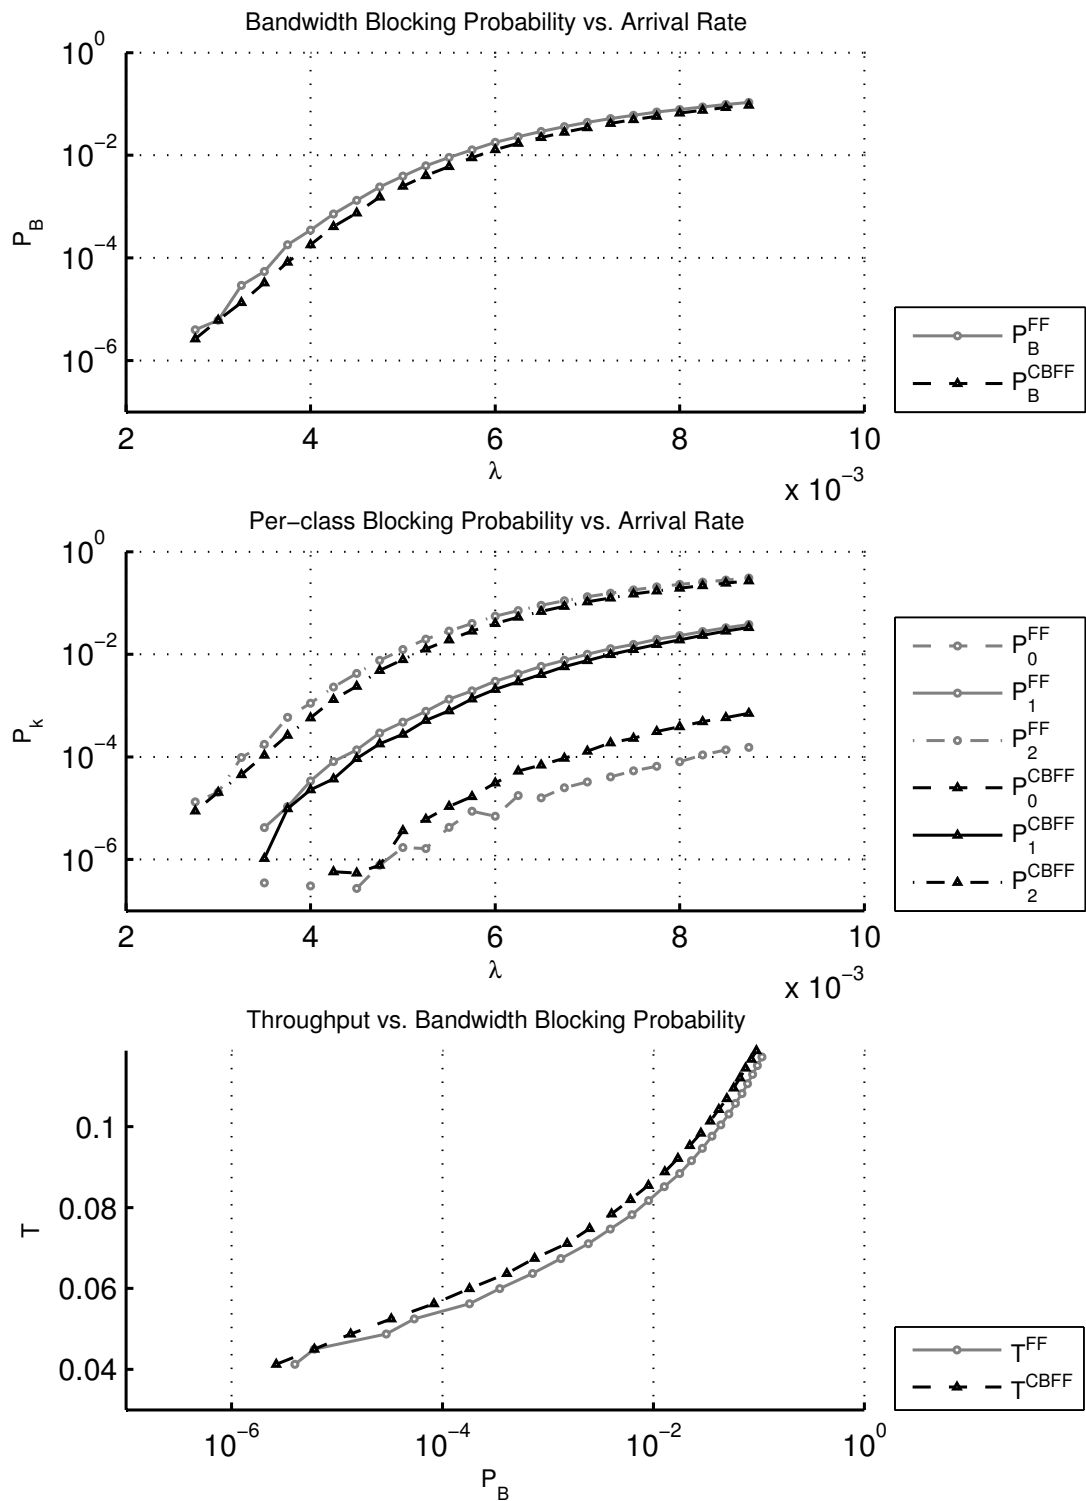 Bandwidth Blocking Probability vs. Arrival Rate
10^0
10^−2
10^−4
10^−6
P_B
2 4 6 8 10
λ
x 10^−3
P_B^FF
P_B^CBFF
Per−class Blocking Probability vs. Arrival Rate
10^0
10^−2
10^−4
10^−6
P_k
2 4 6 8 10
λ
x 10^−3
P_0^FF
P_1^FF
P_2^FF
P_0^CBFF
P_1^CBFF
P_2^CBFF
Throughput vs. Bandwidth Blocking Probability
0.1
0.08
0.06
0.04
T
10^−6 10^−4 10^−2 10^0
P_B
T^FF
T^CBFF